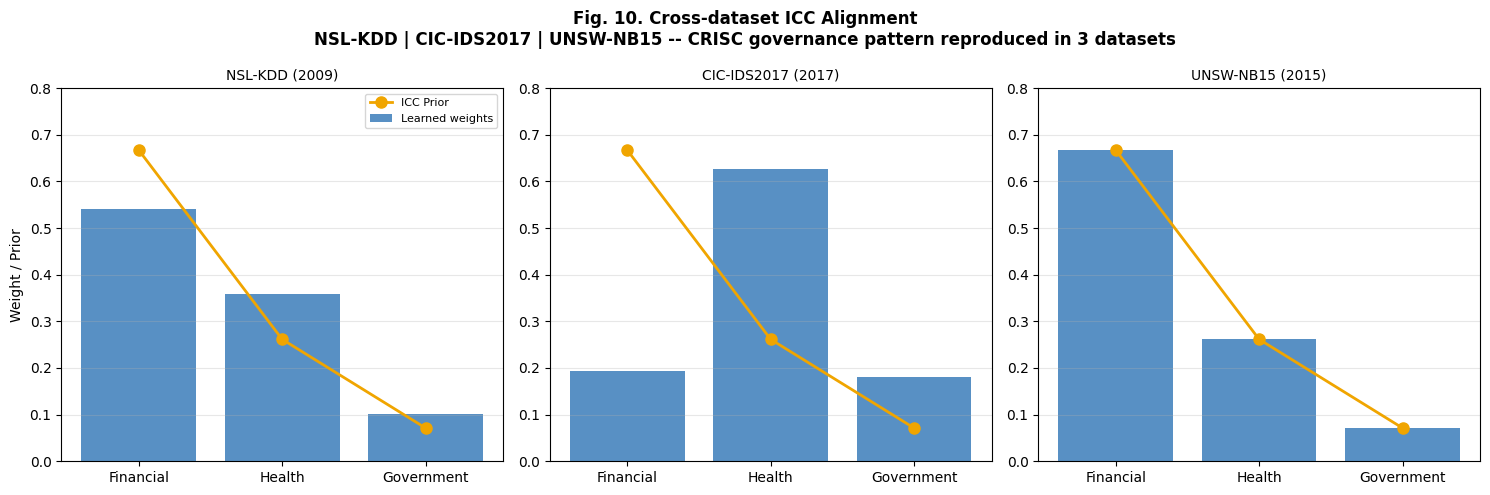 Fig. 10. Cross-dataset ICC Alignment
NSL-KDD | CIC-IDS2017 | UNSW-NB15 -- CRISC governance pattern reproduced in 3 datasets
NSL-KDD (2009)
Weight / Prior
0.8
0.7
0.6
0.5
0.4
0.3
0.2
0.1
0.0
ICC Prior
Learned weights
Financial Health Government
CIC-IDS2017 (2017)
0.8
0.7
0.6
0.5
0.4
0.3
0.2
0.1
0.0
Financial Health Government
UNSW-NB15 (2015)
0.8
0.7
0.6
0.5
0.4
0.3
0.2
0.1
0.0
Financial Health Government